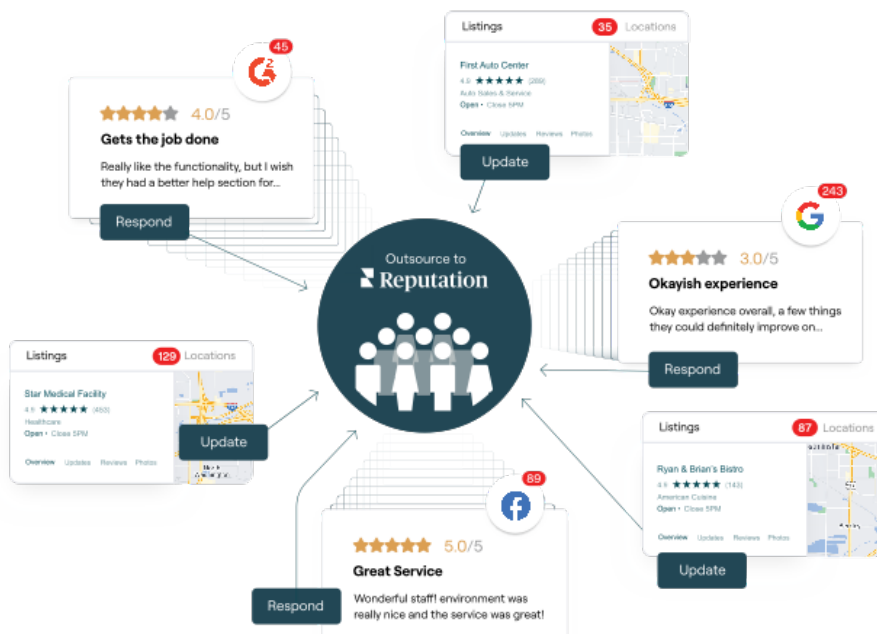 45
4.0/5
Gets the job done
Really like the functionality, but I wish
they had a better help section for...
Respond
Listings
35 Locations
First Auto Center
4.8 (289)
Auto Sales & Service
Open • Close 5PM
Overview Updates Reviews Photos
Update
243
3.0/5
Okayish experience
Okay experience overall, a few things
they could definitely improve on...
Respond
Outsource to
Reputation
Listings
129 Locations
Star Medical Facility
4.9
Healthcare
Open • Close 5PM
Overview Updates Reviews Photos
Update
Listings
87 Locations
Ryan & Brian's Bistro
4.9 (143)
American Cuisine
Open • Close 5PM
Overview Updates Reviews Photos
Update
89
5.0/5
Great Service
Wonderful staff! environment was
really nice and the service was great!
Respond